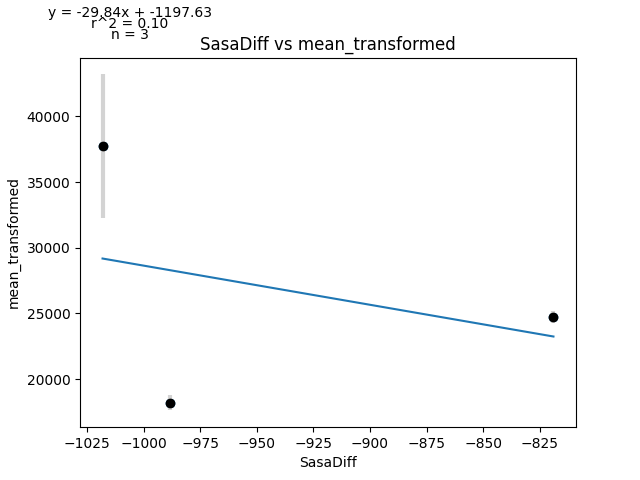 y = -29.84x + -1197.63
r^2 = 0.10
n = 3
SasaDiff vs mean_transformed
mean_transformed
40000
35000
30000
25000
20000
−1025 −1000 −975 −950 −925 −900 −875 −850 −825
SasaDiff